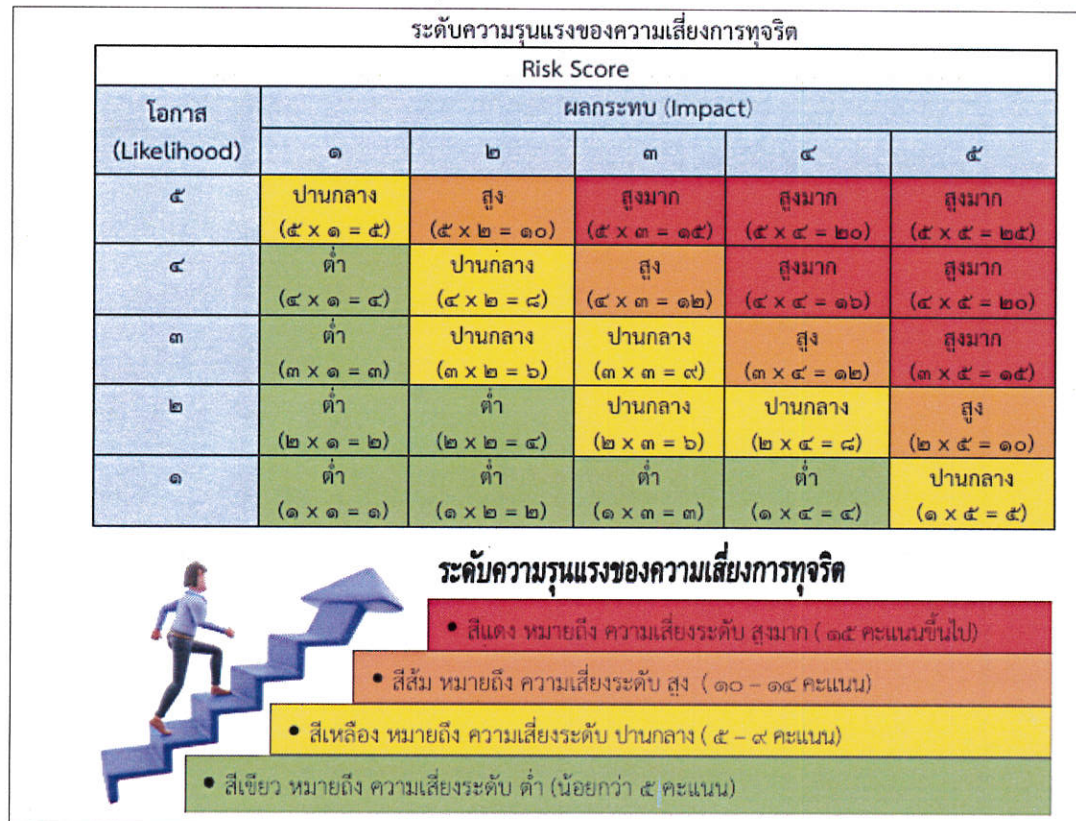 ระดับความรุนแรงของความเสี่ยงการทุจริต
Risk Score
โอกาส (Likelihood) ผลกระทบ (Impact)
๑ ๒ ๓ ๔ ๕
๕ ปานกลาง สูง สูงมาก สูงมาก สูงมาก
(๕ x ๑ = ๕) (๕ x ๒ = ๑๐) (๕ x ๓ = ๑๕) (๕ x ๔ = ๒๐) (๕ x ๕ = ๒๕)
๔ ต่ำ ปานกลาง สูง สูงมาก สูงมาก
(๔ x ๑ = ๔) (๔ x ๒ = ๘) (๔ x ๓ = ๑๒) (๔ x ๔ = ๑๖) (๔ x ๕ = ๒๐)
๓ ต่ำ ปานกลาง ปานกลาง สูง สูงมาก
(๓ x ๑ = ๓) (๓ x ๒ = ๖) (๓ x ๓ = ๙) (๓ x ๔ = ๑๒) (๓ x ๕ = ๑๕)
๒ ต่ำ ต่ำ ปานกลาง ปานกลาง สูง
(๒ x ๑ = ๒) (๒ x ๒ = ๔) (๒ x ๓ = ๖) (๒ x ๔ = ๘) (๒ x ๕ = ๑๐)
๑ ต่ำ ต่ำ ต่ำ ต่ำ ปานกลาง
(๑ x ๑ = ๑) (๑ x ๒ = ๒) (๑ x ๓ = ๓) (๑ x ๔ = ๔) (๑ x ๕ = ๕)
ระดับความรุนแรงของความเสี่ยงการทุจริต
• สีแดง หมายถึง ความเสี่ยงระดับ สูงมาก ( ๑๕ คะแนนขึ้นไป)
• สีส้ม หมายถึง ความเสี่ยงระดับ สูง ( ๑๐ – ๑๔ คะแนน)
• สีเหลือง หมายถึง ความเสี่ยงระดับ ปานกลาง ( ๕ – ๙ คะแนน)
• สีเขียว หมายถึง ความเสี่ยงระดับ ต่ำ (น้อยกว่า ๕ คะแนน)